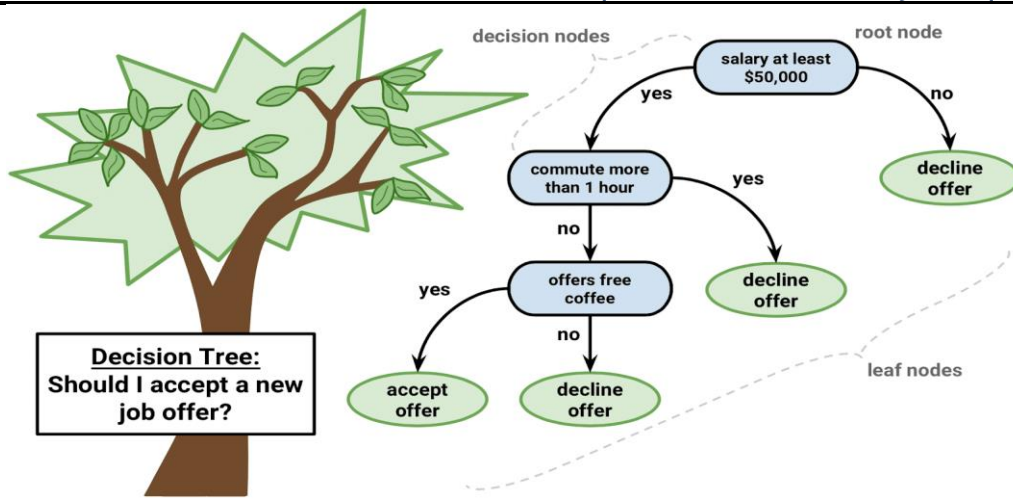 decision nodes
root node
salary at least
$50,000
yes
no
commute more
than 1 hour
yes
decline
offer
no
offers free
coffee
decline
offer
yes
no
Decision Tree:
Should I accept a new
job offer?
accept
offer
decline
offer
leaf nodes